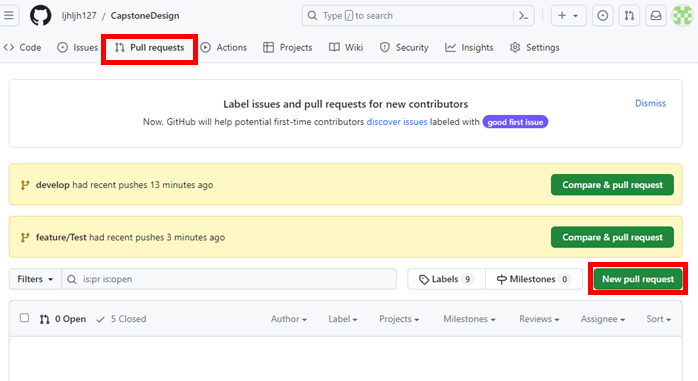 ljhljh127 / CapstoneDesign
Type / to search
Code Issues Pull requests Actions Projects Wiki Security Insights Settings
Label issues and pull requests for new contributors
Dismiss
Now, GitHub will help potential first-time contributors discover issues labeled with good first issue
develop had recent pushes 13 minutes ago
Compare & pull request
feature/Test had recent pushes 3 minutes ago
Compare & pull request
Filters is:pr is:open Labels 9 Milestones 0 New pull request
0 Open 5 Closed Author Label Projects Milestones Reviews Assignee Sort